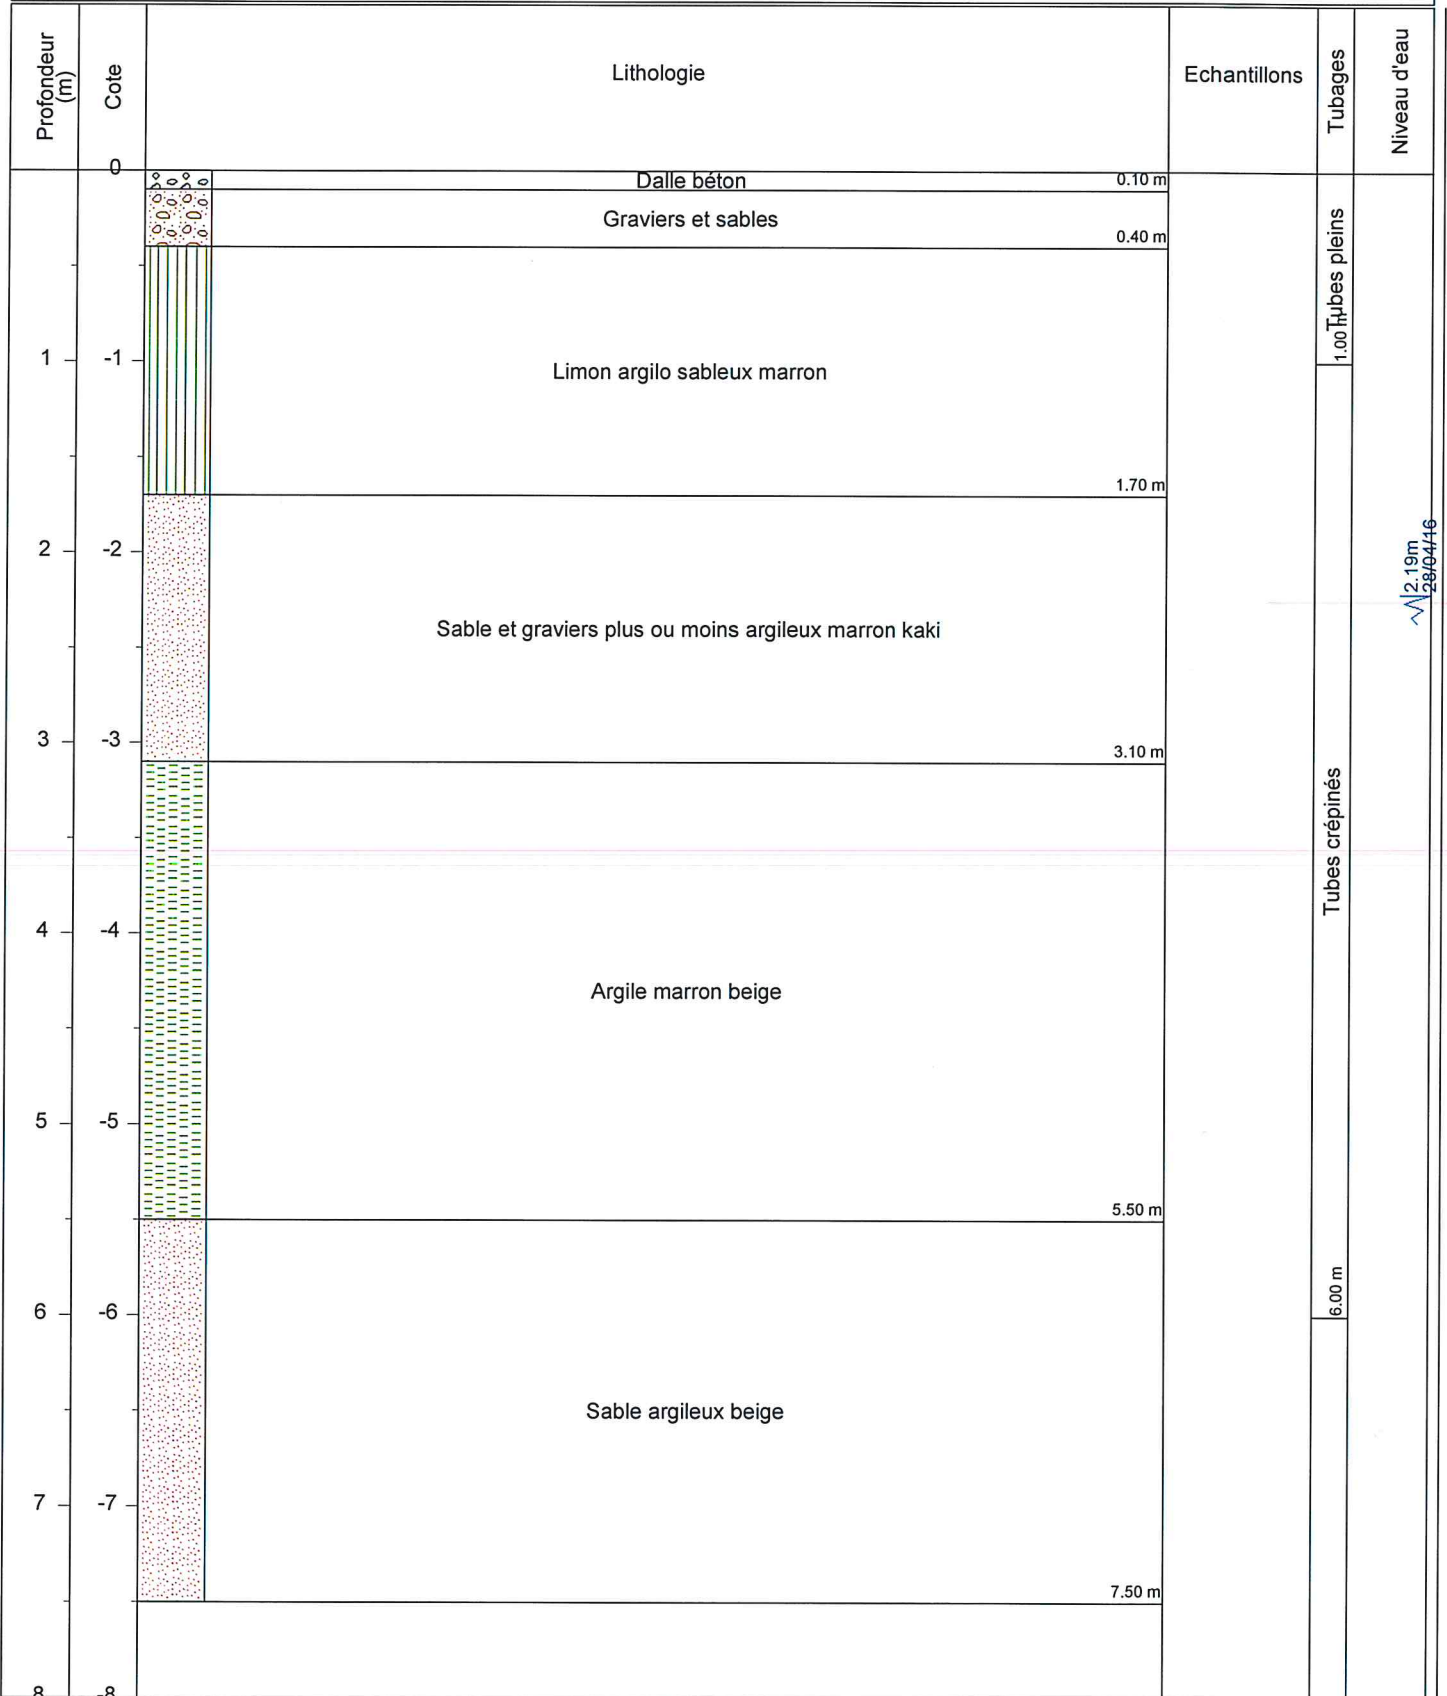 Profondeur
(m)
Cote
Lithologie
Echantillons
Tubages
Niveau d'eau
0
Dalle béton
0.10 m
Graviers et sables
0.40 m
Tubes pleins
1.00 m
1
-1
Limon argilo sableux marron
1.70 m
2
-2
2.19m
28/04/16
Sable et graviers plus ou moins argileux marron kaki
3
-3
3.10 m
Tubes crépinés
4
-4
Argile marron beige
5
-5
5.50 m
6
-6
6.00 m
Sable argileux beige
7
-7
7.50 m
8
-8